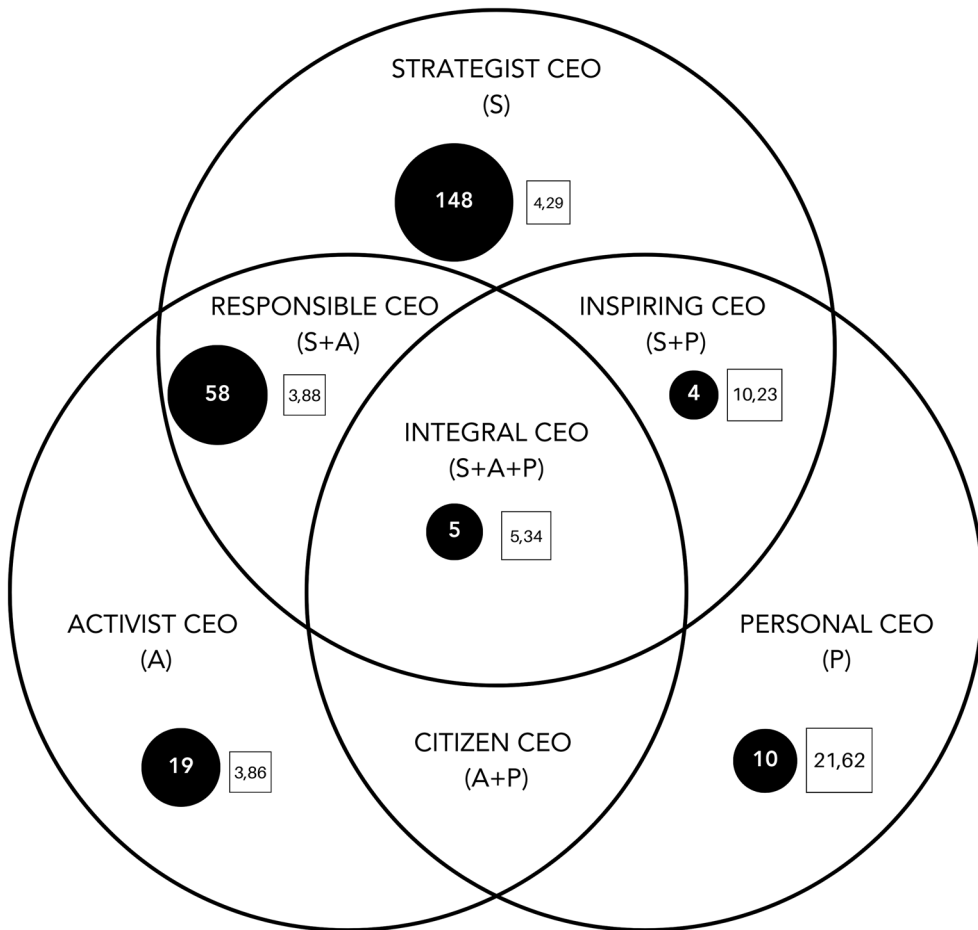 STRATEGIST CEO
(S)
148
4,29
RESPONSIBLE CEO
(S+A)
58
3,88
INSPIRING CEO
(S+P)
4
10,23
INTEGRAL CEO
(S+A+P)
5
5,34
ACTIVIST CEO
(A)
19
3,86
CITIZEN CEO
(A+P)
PERSONAL CEO
(P)
10
21,62